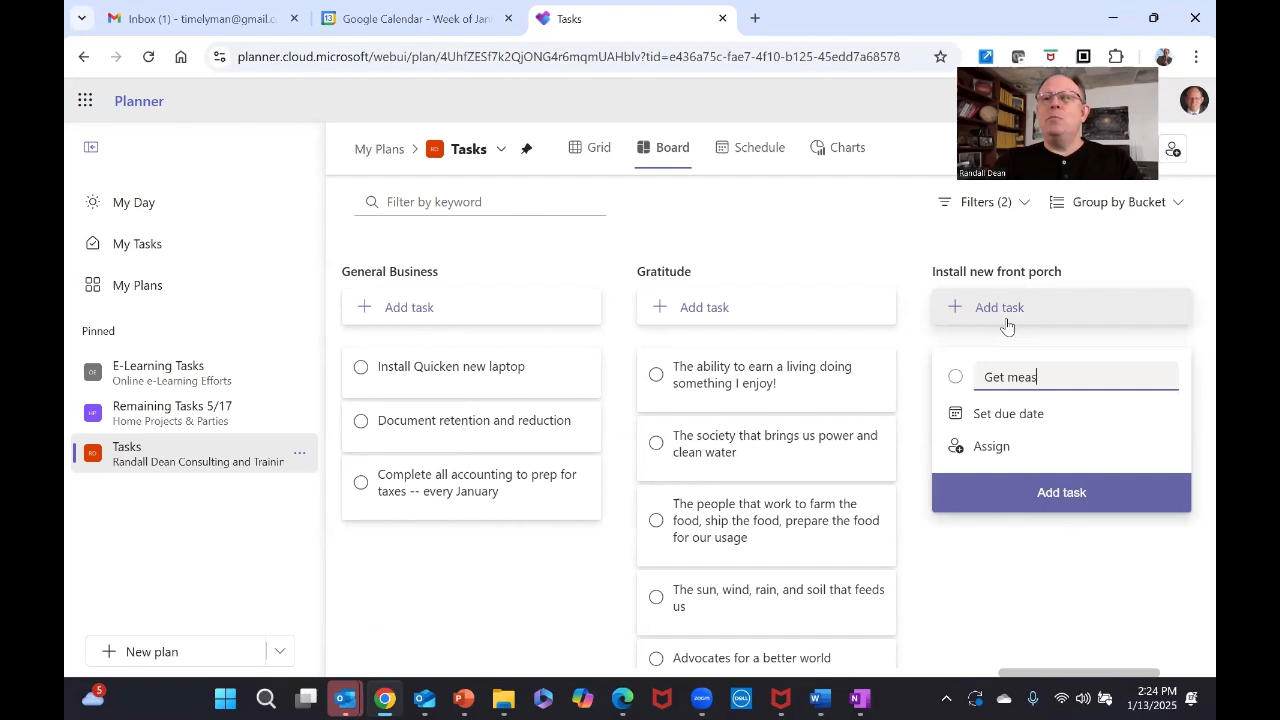 Inbox (1) - timelyman@gmail.c
Google Calendar - Week of Jan
Tasks
planner.cloud.microsoft/webui/plan/4UhfZESf7k2QjONG4r6mqmUAHblv?tid=e436a75c-fae7-4f10-b125-45edd7a68578
Planner
Randall Dean
My Plans
RD
Tasks
Grid
Board
Schedule
Charts
My Day
Filter by keyword
Filters (2)
Group by Bucket
My Tasks
My Plans
General Business
Gratitude
Install new front porch
Add task
Add task
Add task
Pinned
OE
E-Learning Tasks
Online e-Learning Efforts
HP
Remaining Tasks 5/17
Home Projects & Parties
RD
Tasks
Randall Dean Consulting and Trainin
Install Quicken new laptop
Document retention and reduction
Complete all accounting to prep for
taxes -- every January
The ability to earn a living doing
something I enjoy!
The society that brings us power and
clean water
The people that work to farm the
food, ship the food, prepare the food
for our usage
The sun, wind, rain, and soil that feeds
us
Advocates for a better world
Get meas
Set due date
Assign
Add task
New plan
5
zoom
DELL
2:24 PM
1/13/2025